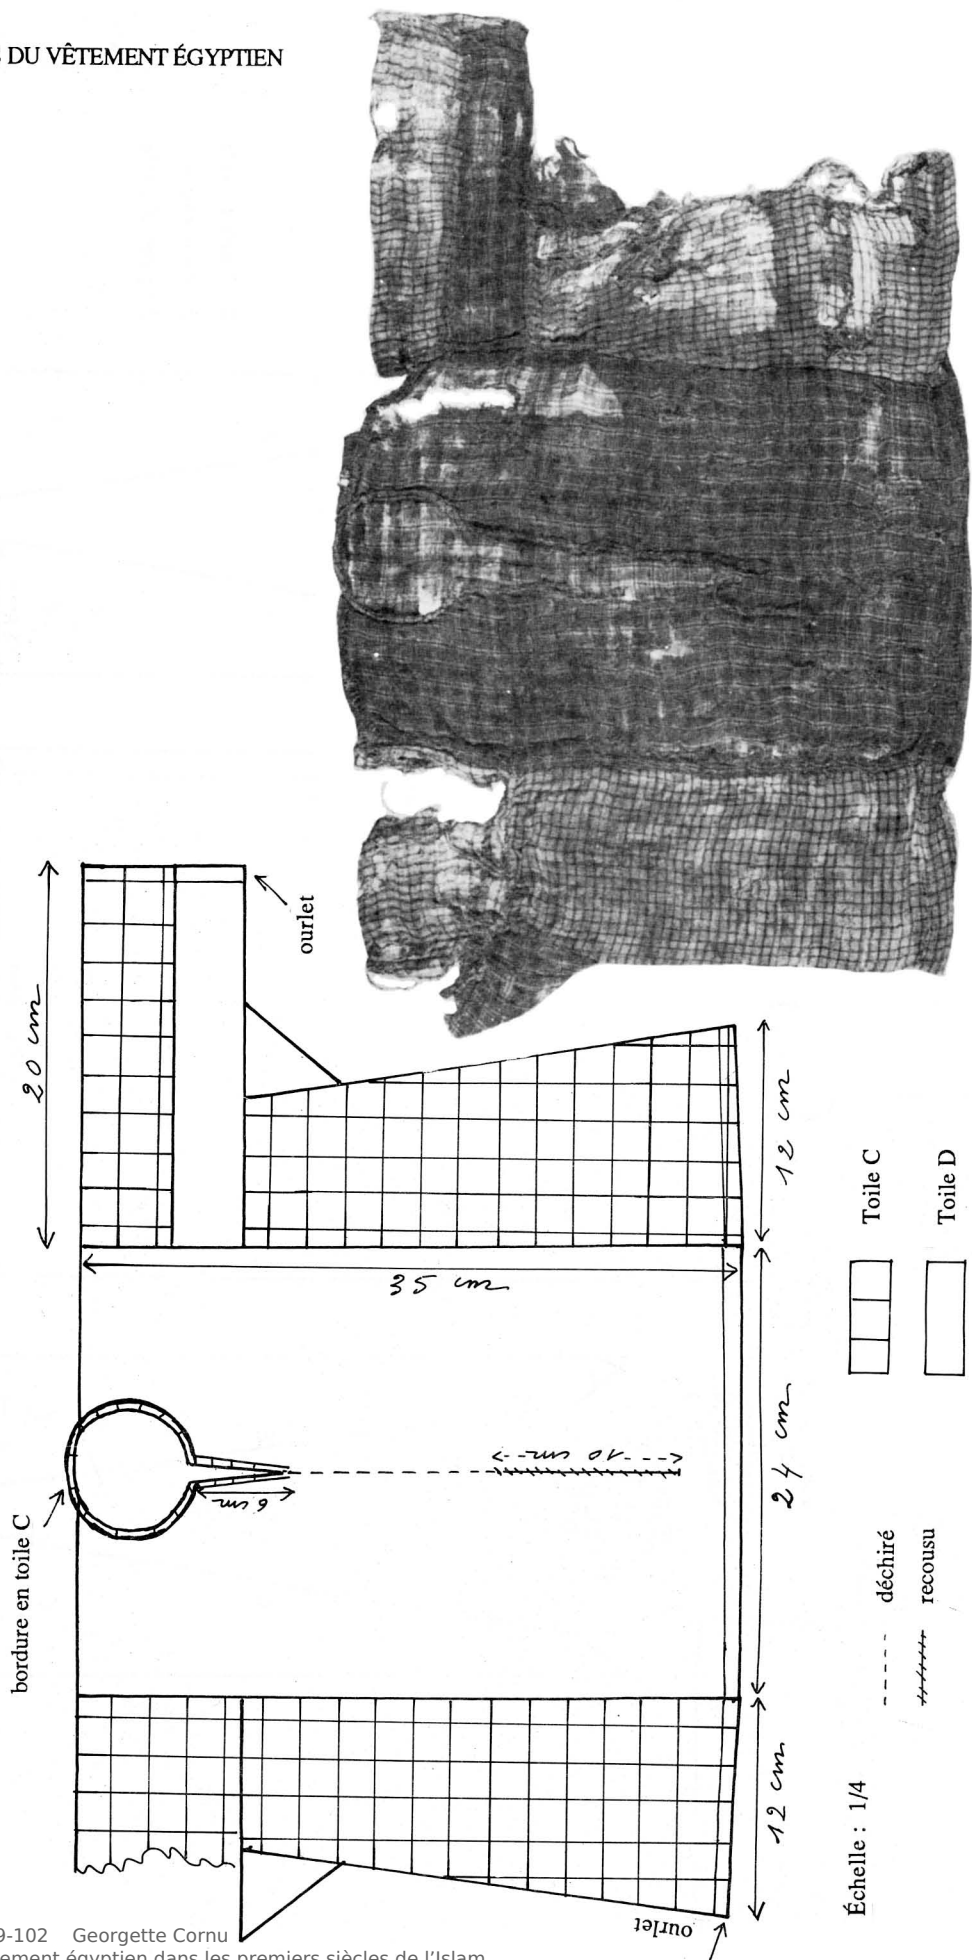 DU VÊTEMENT ÉGYPTIEN
20 cm
ourlet
12 cm
35 cm
24 cm
10 cm
6 cm
bordure en toile C
12 cm
ourlet
Toile C
Toile D
déchiré
recousu
Échelle : 1/4
9-102 Georgette Cornu
ement égyptien dans les premiers siècles de l'Islam